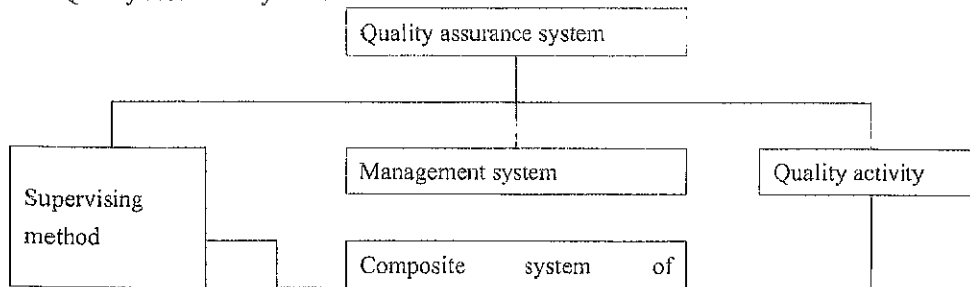 Quality assurance system
Management system
Quality activity
Supervising
method
Composite system of